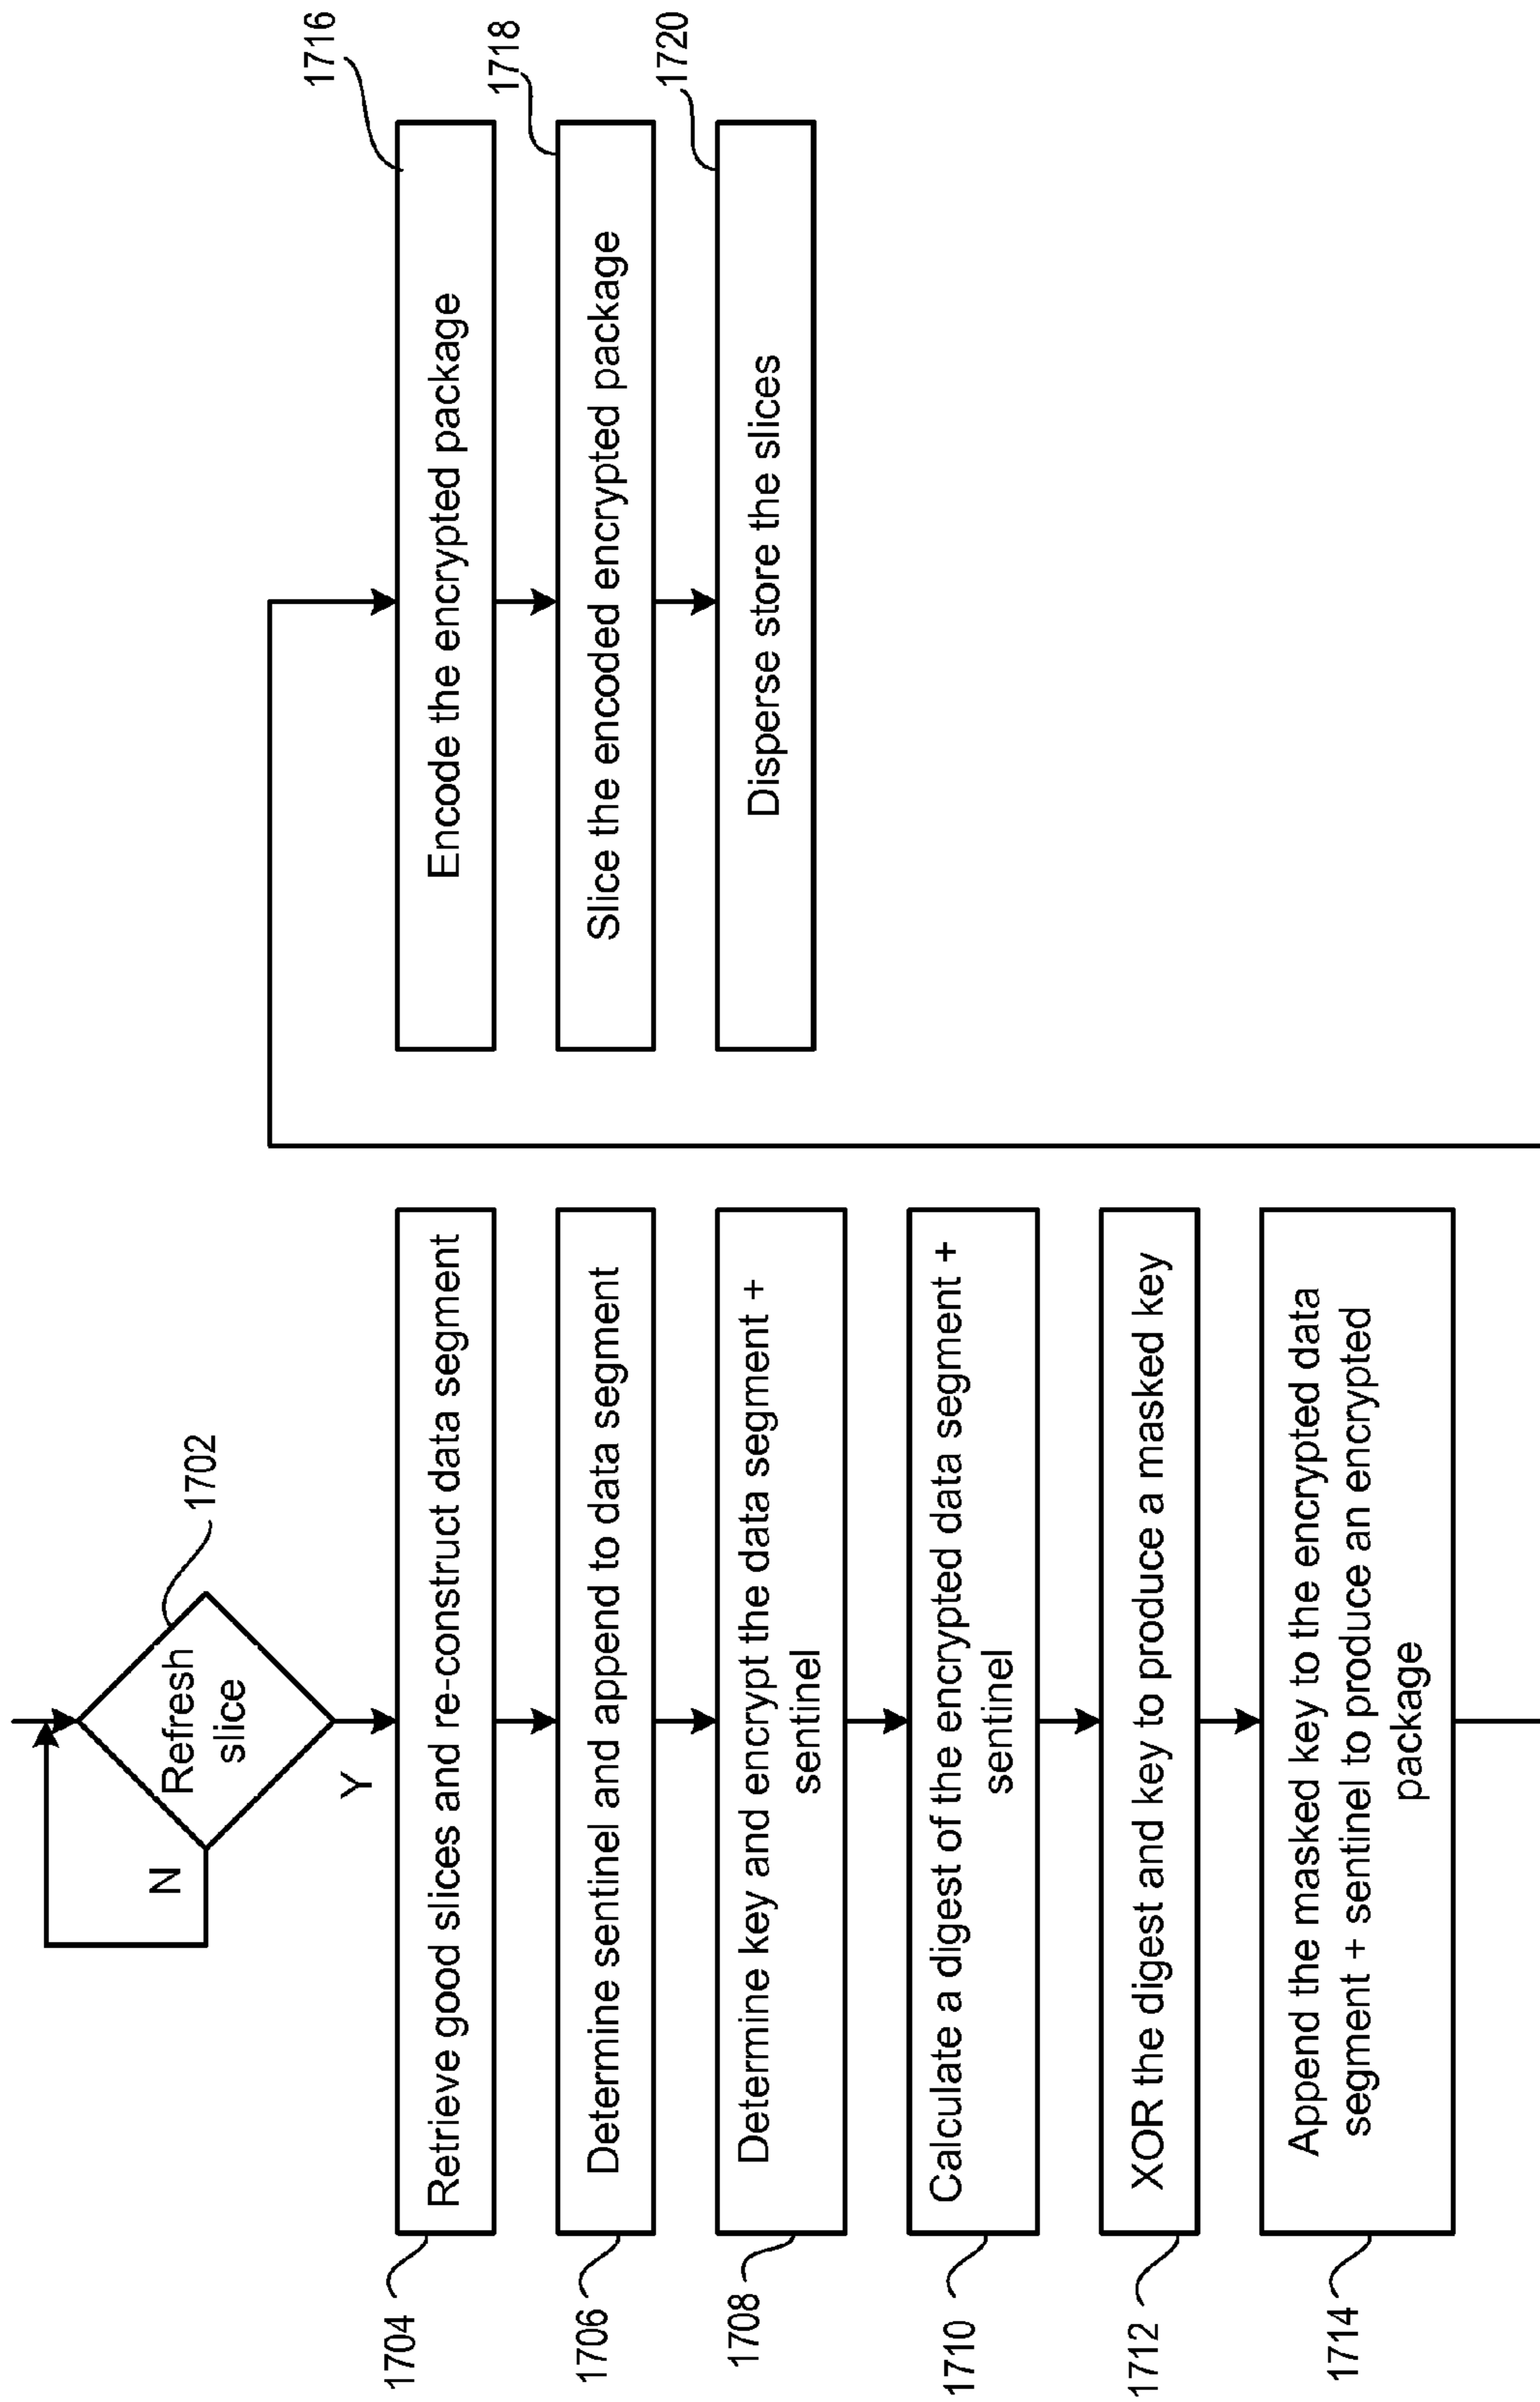 Refresh
slice
1702
N
Y
1704
Retrieve good slices and re-construct data segment
1706
Determine sentinel and append to data segment
1708
Determine key and encrypt the data segment +
sentinel
1710
Calculate a digest of the encrypted data segment +
sentinel
1712
XOR the digest and key to produce a masked key
1714
Append the masked key to the encrypted data
segment + sentinel to produce an encrypted
package
1716
Encode the encrypted package
1718
Slice the encoded encrypted package
1720
Disperse store the slices